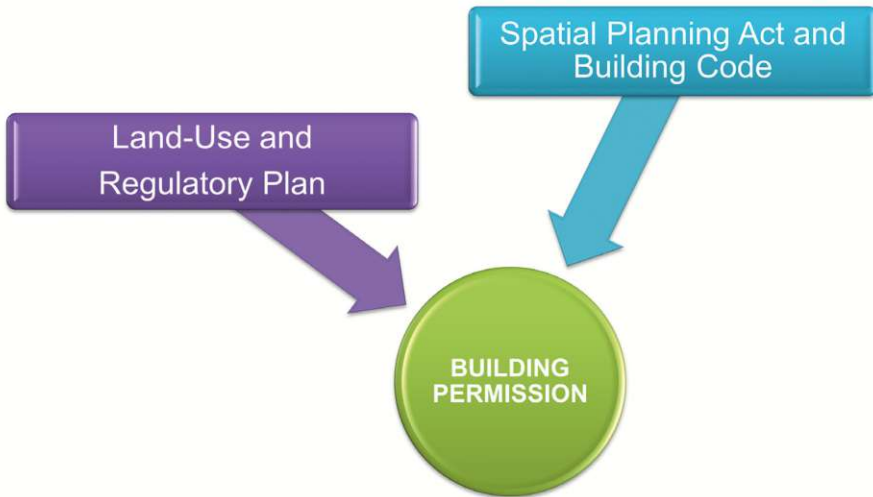 Spatial Planning Act and
Building Code
Land-Use and
Regulatory Plan
BUILDING
PERMISSION